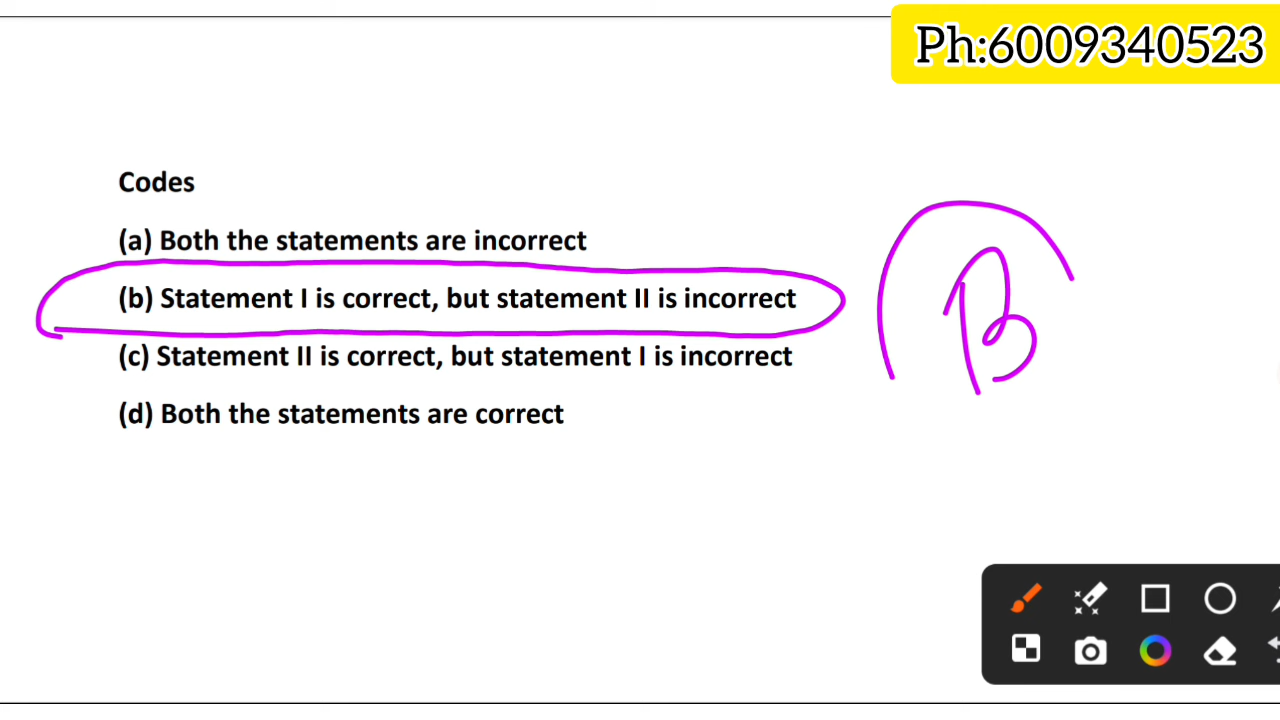 Ph:6009340523
Codes
(a) Both the statements are incorrect
(b) Statement I is correct, but statement II is incorrect
B
(c) Statement II is correct, but statement I is incorrect
(d) Both the statements are correct